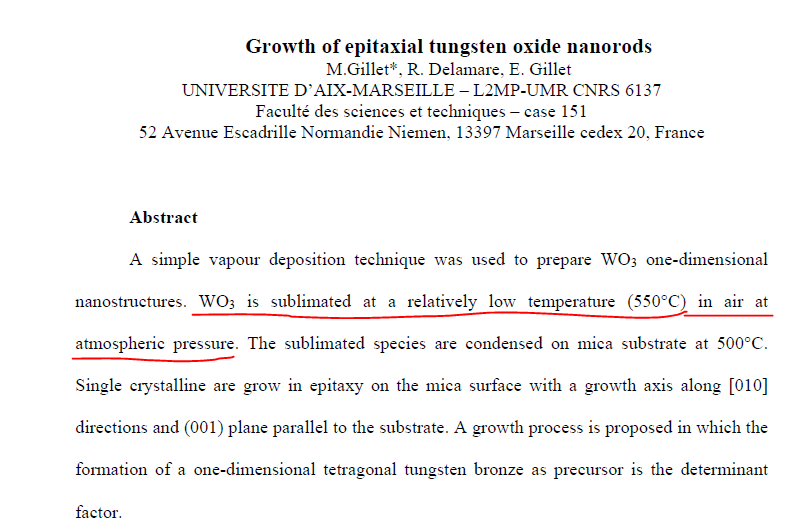 Growth of epitaxial tungsten oxide nanorods
M.Gillet*, R. Delamare, E. Gillet
UNIVERSITE D'AIX-MARSEILLE – L2MP-UMR CNRS 6137
Faculté des sciences et techniques – case 151
52 Avenue Escadrille Normandie Niemen, 13397 Marseille cedex 20, France
Abstract
A simple vapour deposition technique was used to prepare WO₃ one-dimensional
nanostructures. WO₃ is sublimated at a relatively low temperature (550°C) in air at
atmospheric pressure. The sublimated species are condensed on mica substrate at 500°C.
Single crystalline are grow in epitaxy on the mica surface with a growth axis along [010]
directions and (001) plane parallel to the substrate. A growth process is proposed in which the
formation of a one-dimensional tetragonal tungsten bronze as precursor is the determinant
factor.